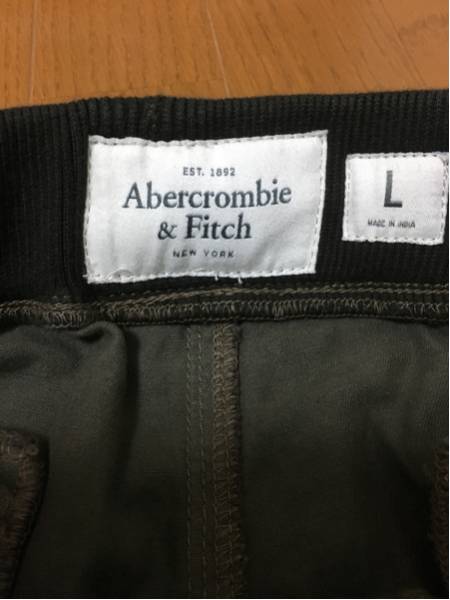 EST. 1892
Abercrombie
& Fitch
NEW YORK
L
MADE IN INDIA